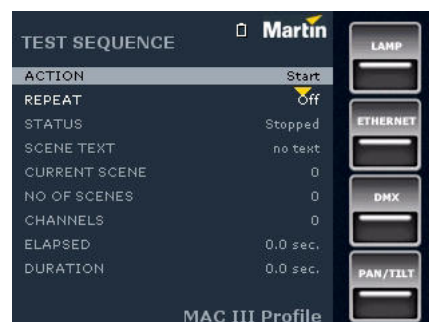 Martin
TEST SEQUENCE
ACTION Start
REPEAT Off
STATUS Stopped
SCENE TEXT no text
CURRENT SCENE 0
NO OF SCENES 0
CHANNELS 0
ELAPSED 0.0 sec.
DURATION 0.0 sec.
MAC III Profile
LAMP
ETHERNET
DMX
PAN/TILT